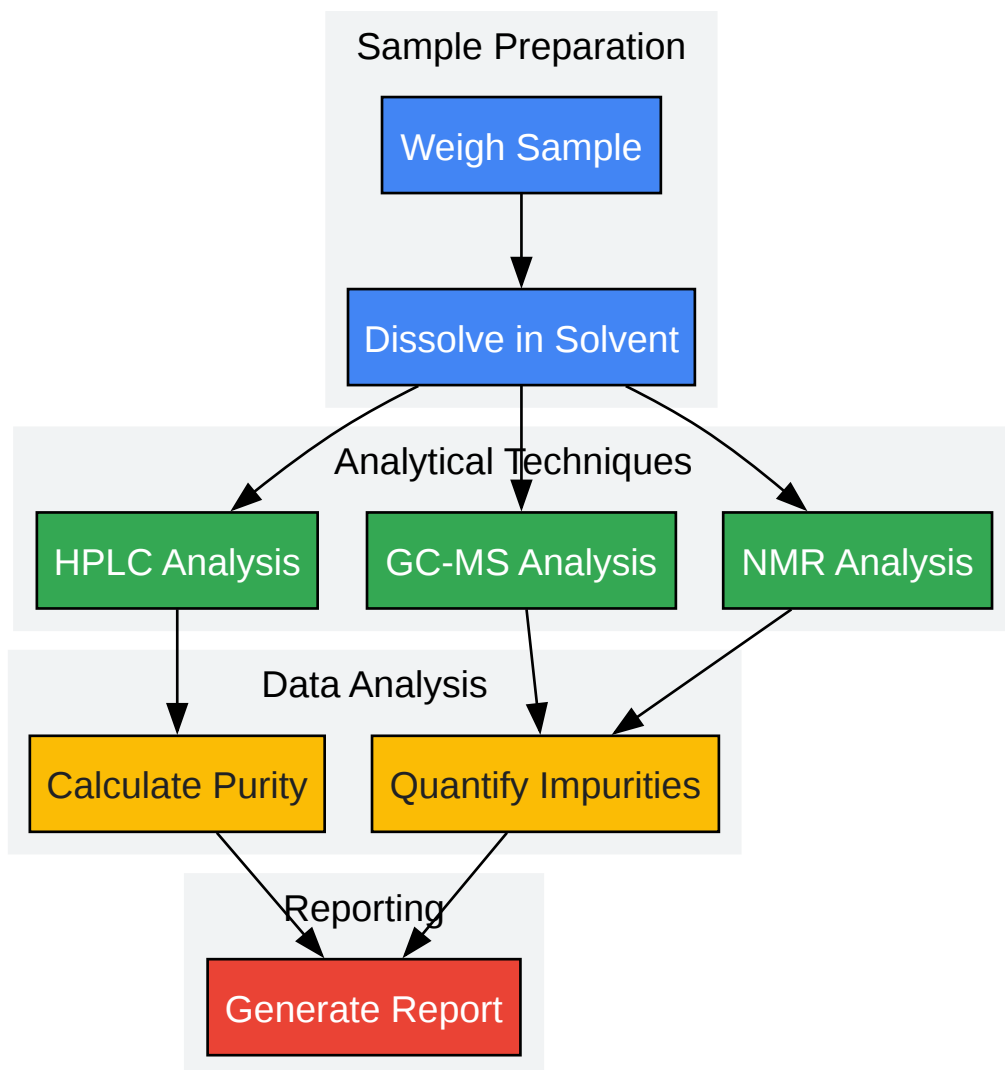 Sample Preparation
Weigh Sample
Dissolve in Solvent
Analytical Techniques
HPLC Analysis
GC-MS Analysis
NMR Analysis
Data Analysis
Calculate Purity
Quantify Impurities
Reporting
Generate Report